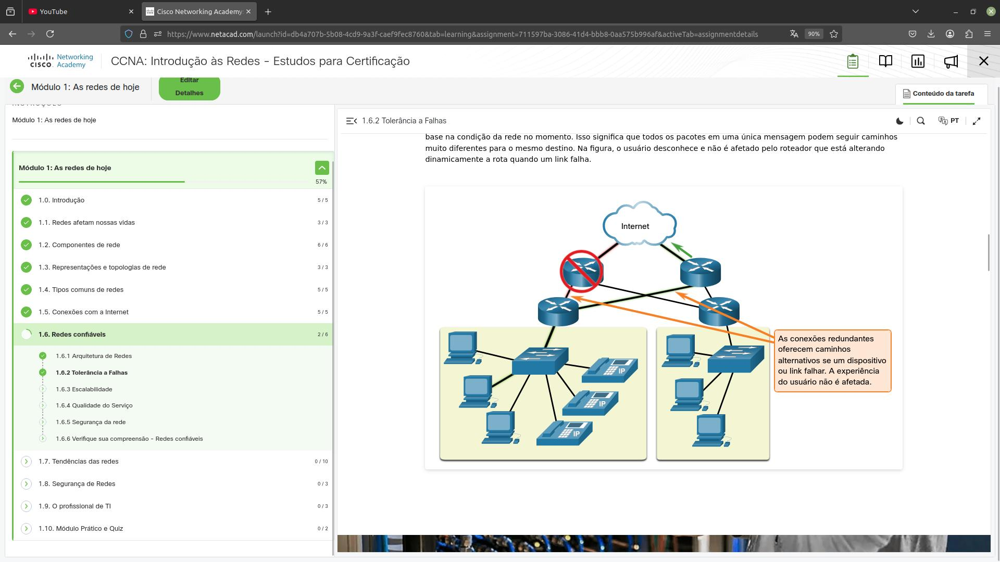 YouTube
Cisco Networking Academy:
https://www.netacad.com/launch?id=db4a707b-5b08-4cd9-9a3f-caef9fec8760&tab=learning&assignment=711597ba-3086-41d4-bbb8-0aa575b996af&activeTab=assignmentdetails
90%
CISCO
Networking
Academy
CCNA: Introdução às Redes - Estudos para Certificação
Módulo 1: As redes de hoje
Editar
Detalhes
Conteúdo da tarefa
Módulo 1: As redes de hoje
Módulo 1: As redes de hoje
57%
1.0. Introdução 5 / 5
1.1. Redes afetam nossas vidas 3 / 3
1.2. Componentes de rede 6 / 6
1.3. Representações e topologias de rede 3 / 3
1.4. Tipos comuns de redes 5 / 5
1.5. Conexões com a Internet 5 / 5
1.6. Redes confiáveis 2 / 6
1.6.1 Arquitetura de Redes
1.6.2 Tolerância a Falhas
1.6.3 Escalabilidade
1.6.4 Qualidade do Serviço
1.6.5 Segurança da rede
1.6.6 Verifique sua compreensão - Redes confiáveis
1.7. Tendências das redes 0 / 10
1.8. Segurança de Redes 0 / 3
1.9. O profissional de TI 0 / 3
1.10. Módulo Prático e Quiz 0 / 2
1.6.2 Tolerância a Falhas
PT
base na condição da rede no momento. Isso significa que todos os pacotes em uma única mensagem podem seguir caminhos
muito diferentes para o mesmo destino. Na figura, o usuário desconhece e não é afetado pelo roteador que está alterando
dinamicamente a rota quando um link falha.
Internet
IP
IP
IP
As conexões redundantes
oferecem caminhos
alternativos se um dispositivo
ou link falhar. A experiência
do usuário não é afetada.